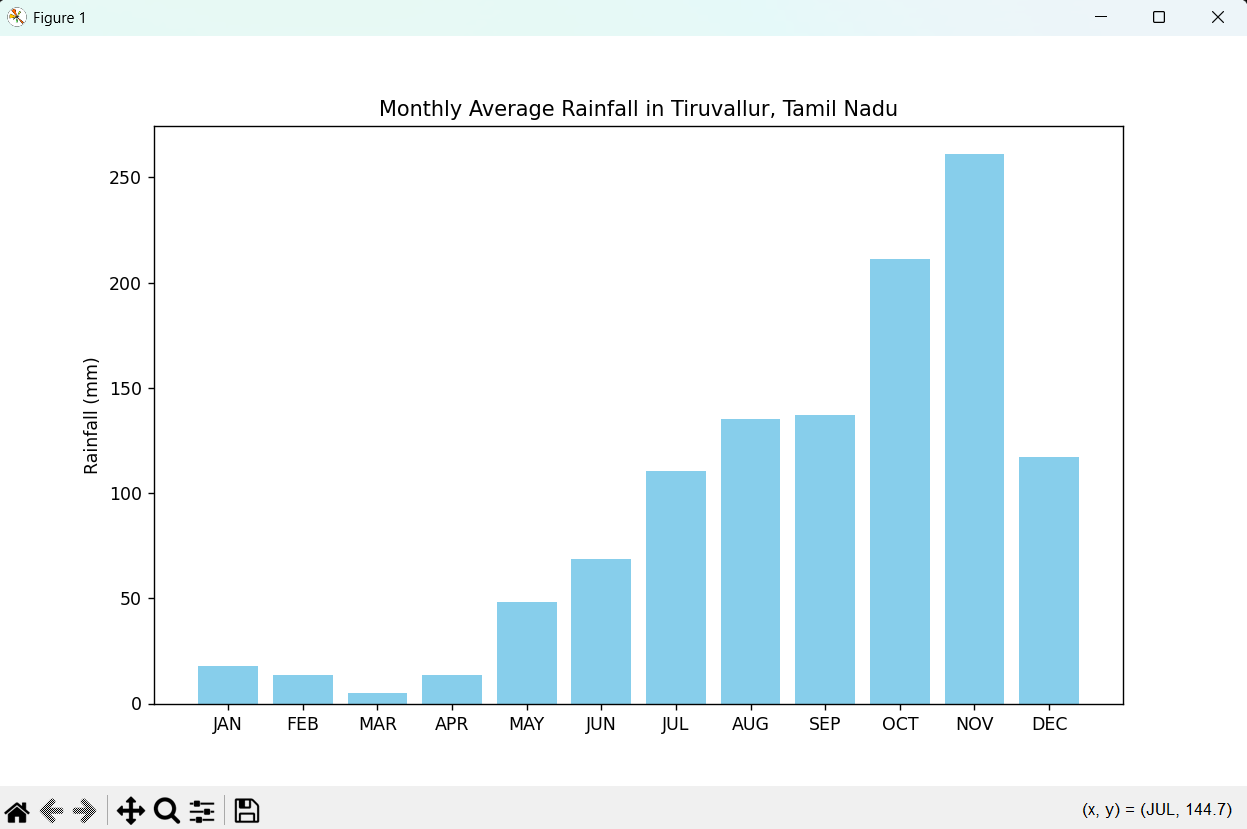 Figure 1
Monthly Average Rainfall in Tiruvallur, Tamil Nadu
250
200
150
100
50
0
Rainfall (mm)
JAN FEB MAR APR MAY JUN JUL AUG SEP OCT NOV DEC
(x, y) = (JUL, 144.7)